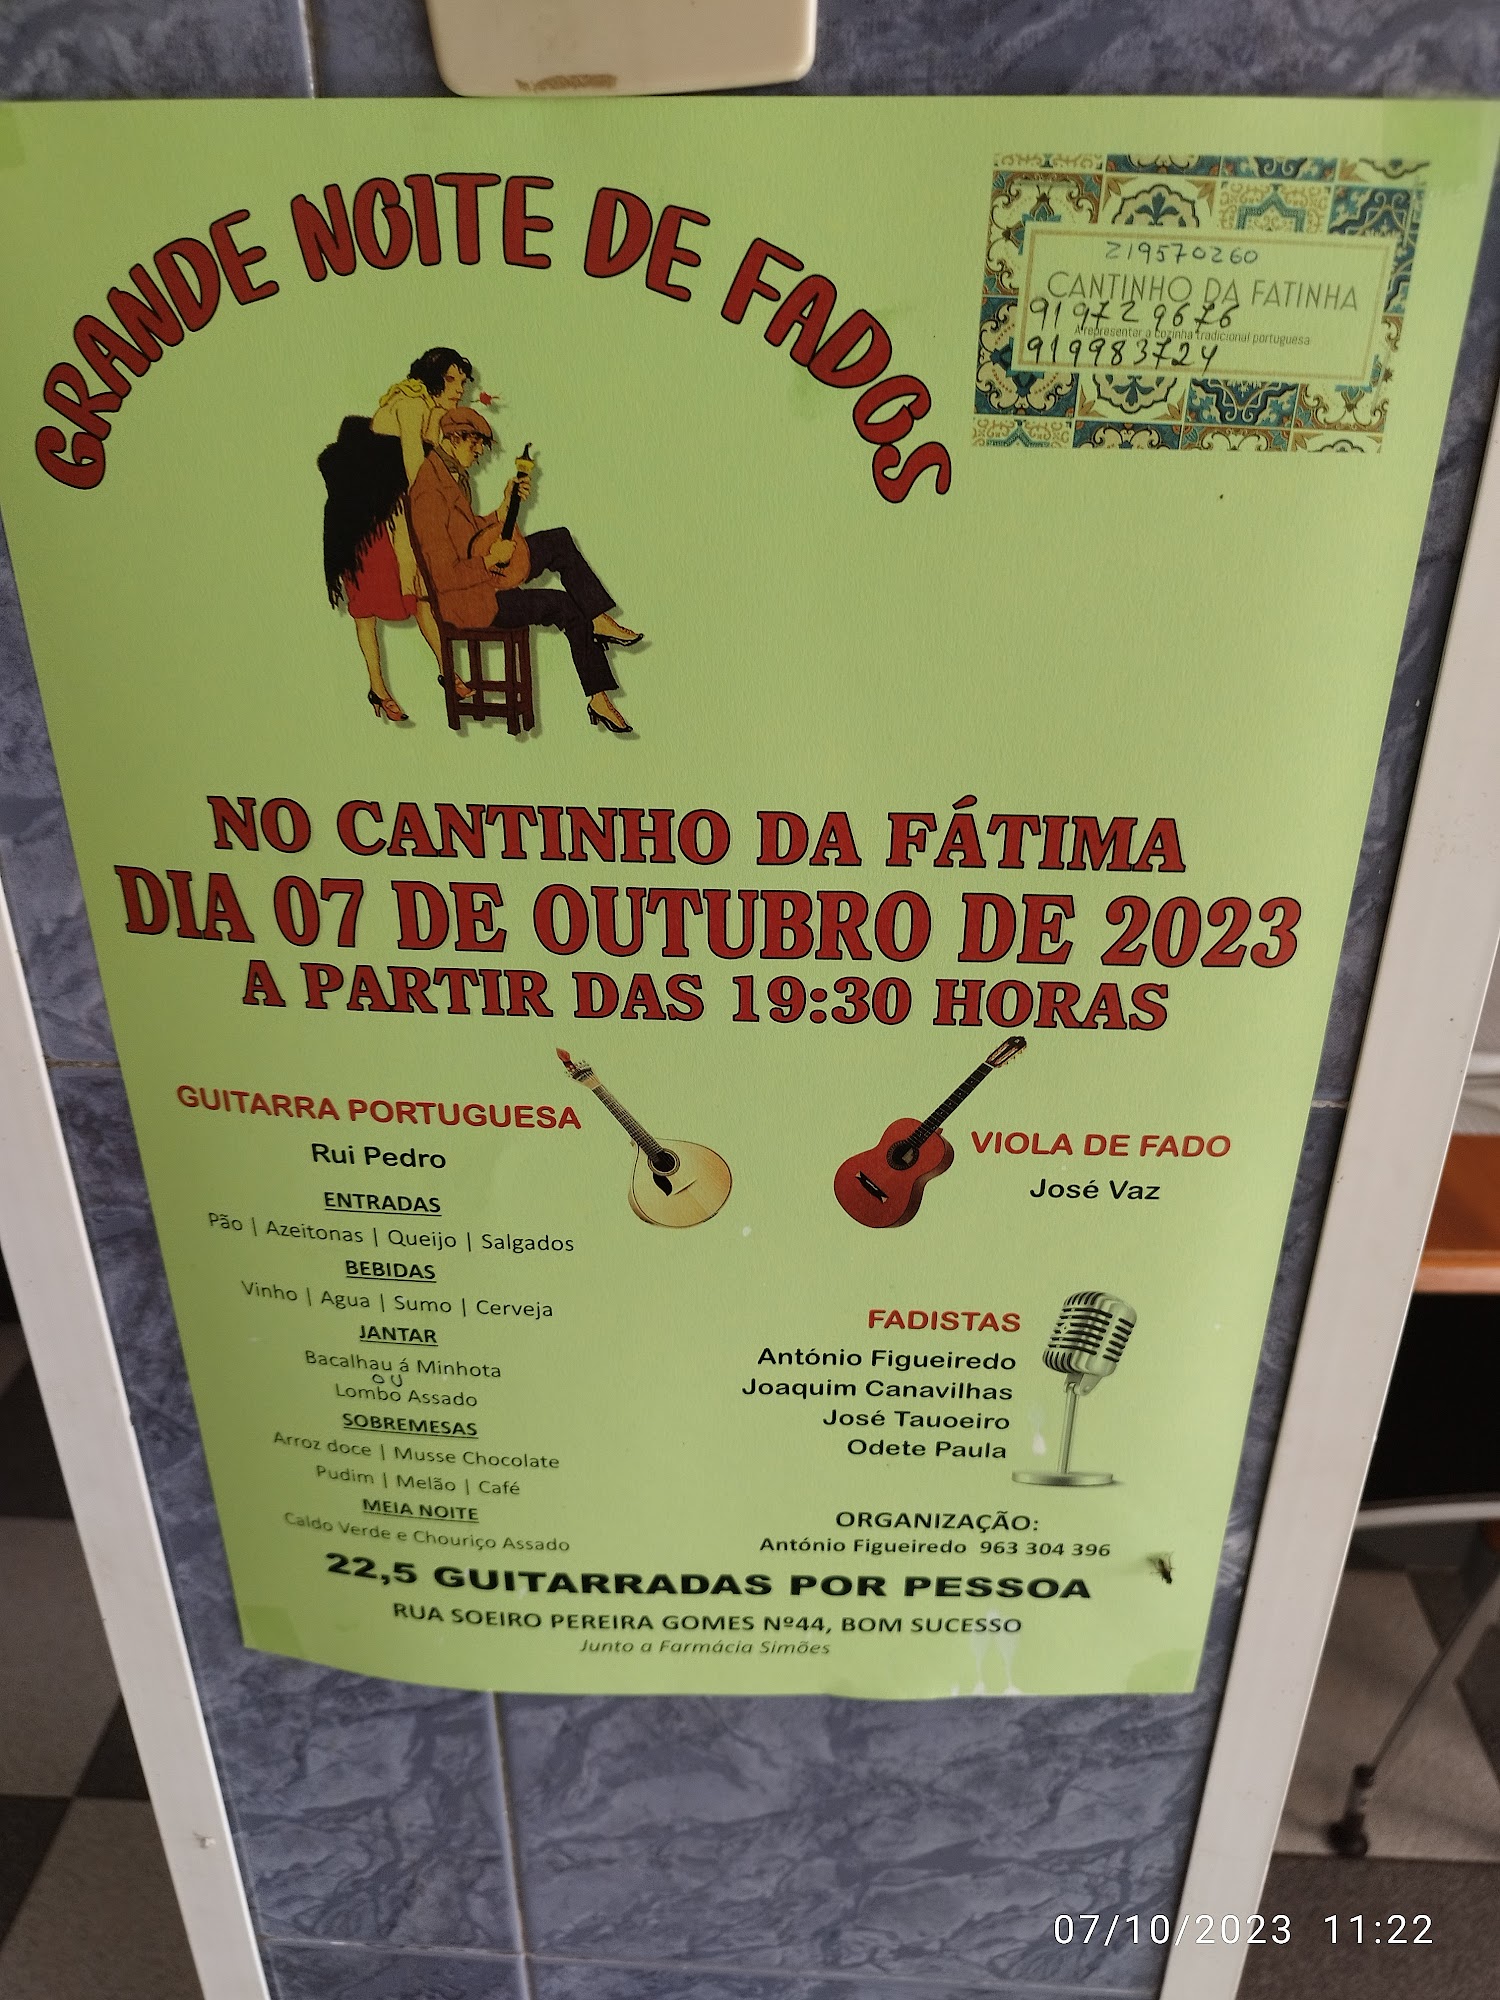 GRANDE NOITE DE FADOS
219570260
CANTINHO DA FATINHA
919729676
A representar a cozinha tradicional portuguesa
919983724
NO CANTINHO DA FÁTIMA
DIA 07 DE OUTUBRO DE 2023
A PARTIR DAS 19:30 HORAS
GUITARRA PORTUGUESA
Rui Pedro
VIOLA DE FADO
José Vaz
ENTRADAS
Pão | Azeitonas | Queijo | Salgados
BEBIDAS
Vinho | Agua | Sumo | Cerveja
JANTAR
Bacalhau á Minhota
OU
Lombo Assado
SOBREMESAS
Arroz doce | Musse Chocolate
Pudim | Melão | Café
MEIA NOITE
Caldo Verde e Chouriço Assado
FADISTAS
António Figueiredo
Joaquim Canavilhas
José Tauoeiro
Odete Paula
ORGANIZAÇÃO:
António Figueiredo 963 304 396
22,5 GUITARRADAS POR PESSOA
RUA SOEIRO PEREIRA GOMES Nº44, BOM SUCESSO
Junto a Farmácia Simões
07/10/2023 11:22